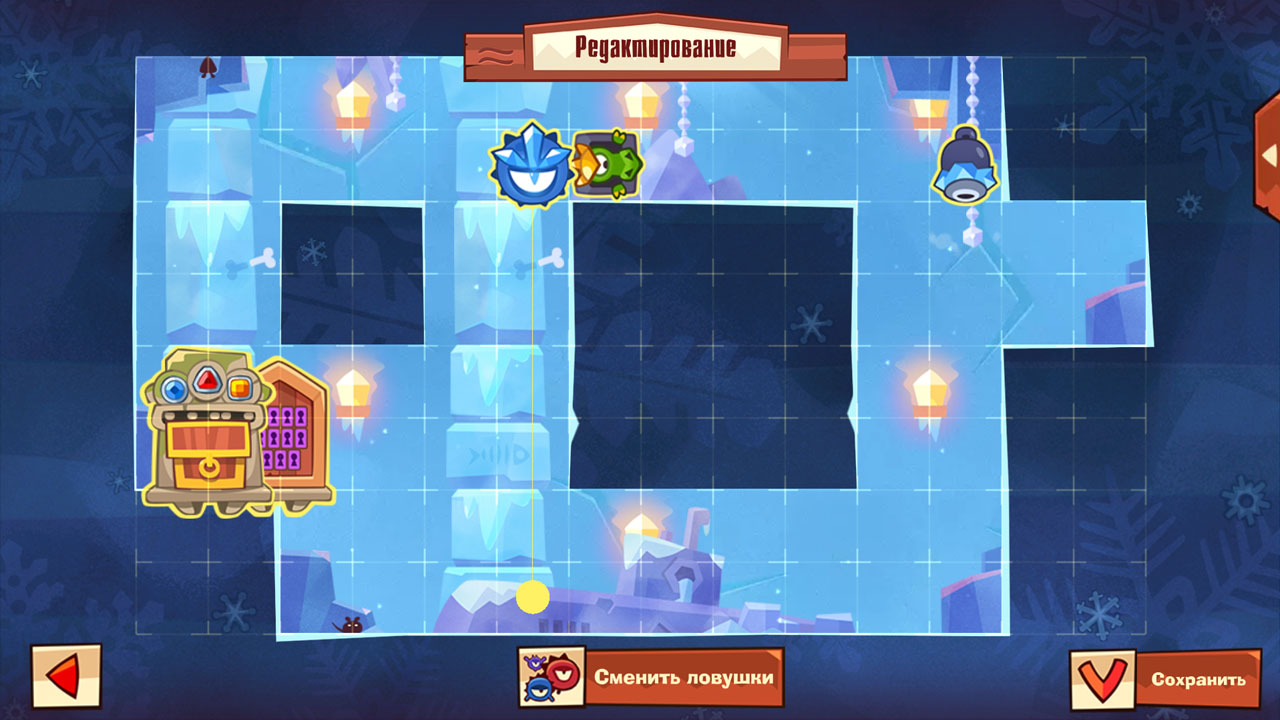 Редактирование
Сменить ловушки
Сохранить